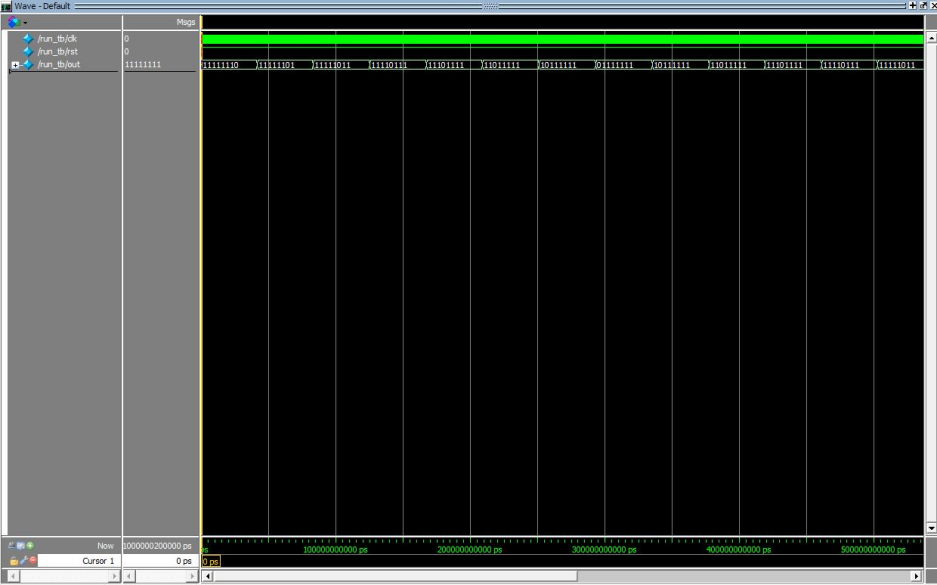 Wave - Default
Msgs
/run_tb/clk 0
/run_tb/rst 0
/run_tb/out 11111111 11111110 11111101 11111011 11110111 11101111 11011111 10111111 01111111 10111111 11011111 11101111 11110111 11111011
Now 1000000200000 ps ps 100000000000 ps 200000000000 ps 300000000000 ps 400000000000 ps 500000000000 ps
Cursor 1 0 ps 0 ps